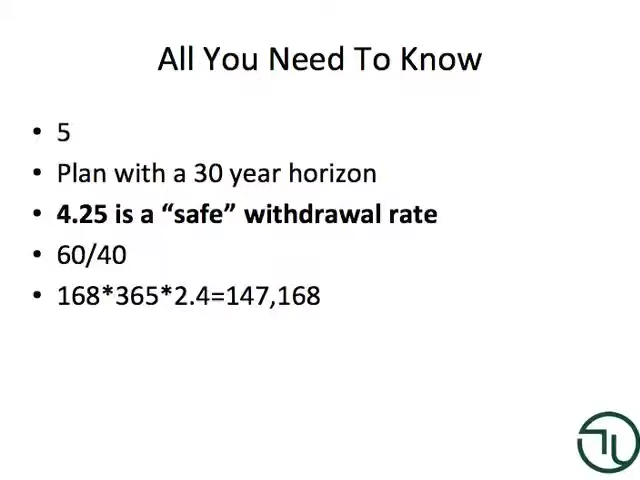 All You Need To Know
• 5
• Plan with a 30 year horizon
• 4.25 is a “safe” withdrawal rate
• 60/40
• 168*365*2.4=147,168